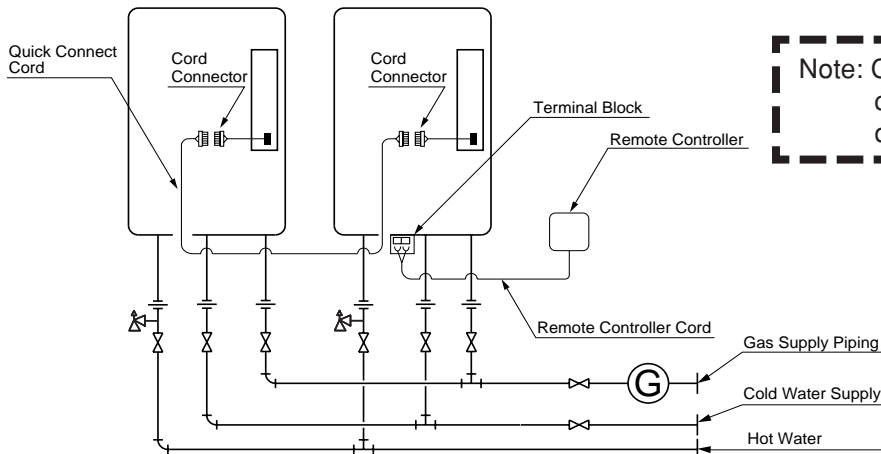 Quick Connect
Cord
Cord
Connector
Cord
Connector
Terminal Block
Remote Controller
Note:
Remote Controller Cord
Gas Supply Piping
G
Cold Water Supply
Hot Water